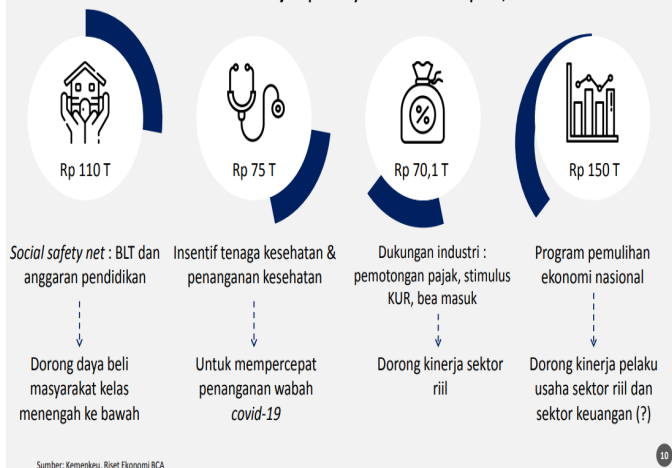 Rp 110 T
Rp 75 T
Rp 70,1 T
Rp 150 T
Social safety net : BLT dan
anggaran pendidikan
Insentif tenaga kesehatan &
penanganan kesehatan
Dukungan industri :
pemotongan pajak, stimulus
KUR, bea masuk
Program pemulihan
ekonomi nasional
Dorong daya beli
masyarakat kelas
menengah ke bawah
Untuk mempercepat
penanganan wabah
covid-19
Dorong kinerja sektor
riil
Dorong kinerja pelaku
usaha sektor riil dan
sektor keuangan (?)
Sumber: Kemenkeu, Riset Ekonomi BCA
10